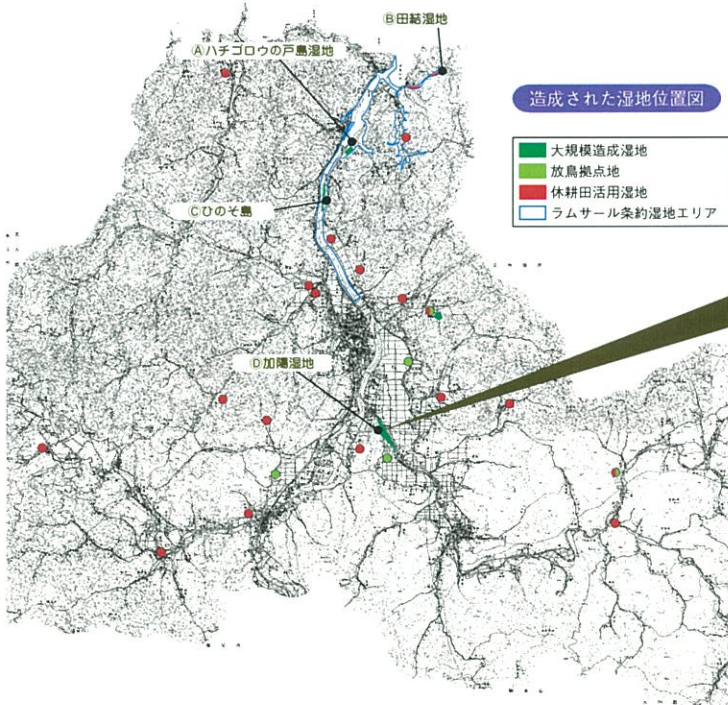 Ⓑ田結湿地
Ⓐハチゴロウの戸島湿地
造成された湿地位置図
大規模造成湿地
放鳥拠点地
休耕田活用湿地
ラムサール条約湿地エリア
Ⓒひのそ島
Ⓓ加陽湿地